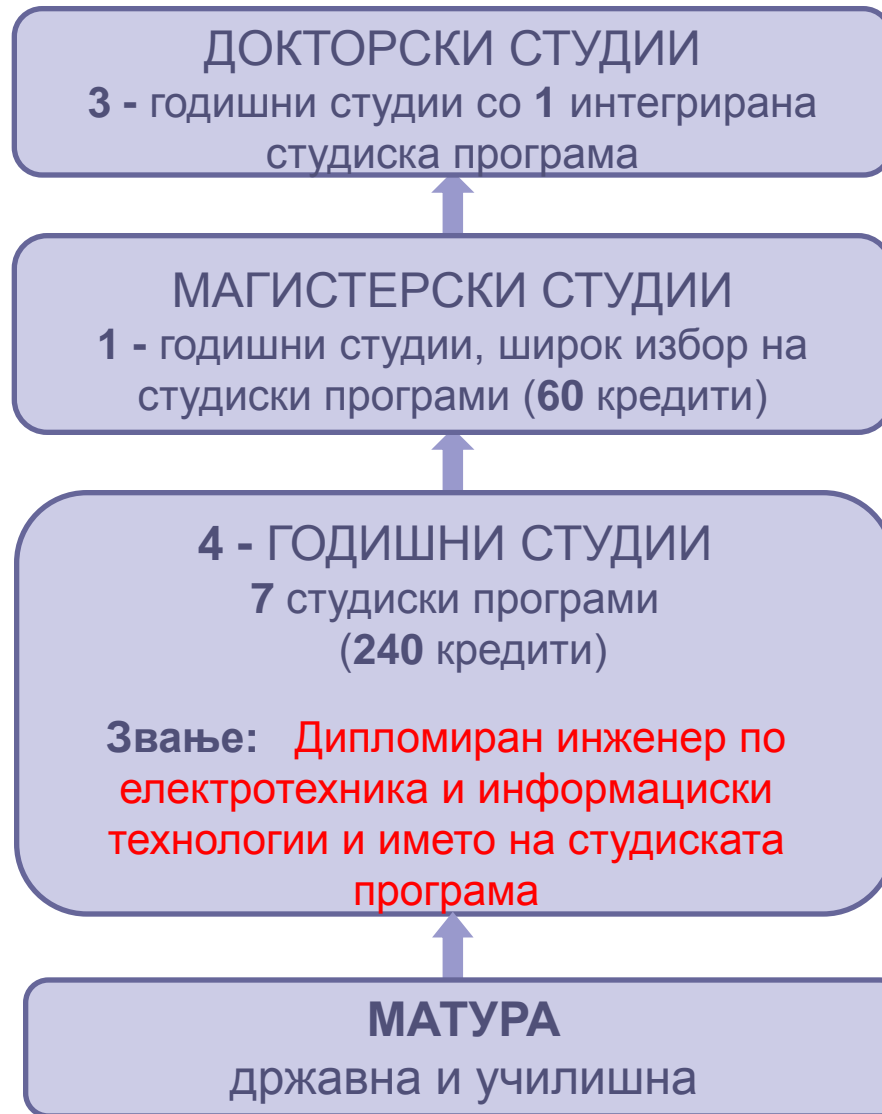 ДОКТОРСКИ СТУДИИ
3 - годишни студии со 1 интегрирана
студиска програма
МАГИСТЕРСКИ СТУДИИ
1 - годишни студии, широк избор на
студиски програми (60 кредити)
4 - ГОДИШНИ СТУДИИ
7 студиски програми
(240 кредити)
Звање: Дипломиран инженер по
електротехника и информациски
технологии и името на студиската
програма
МАТУРА
државна и училишна